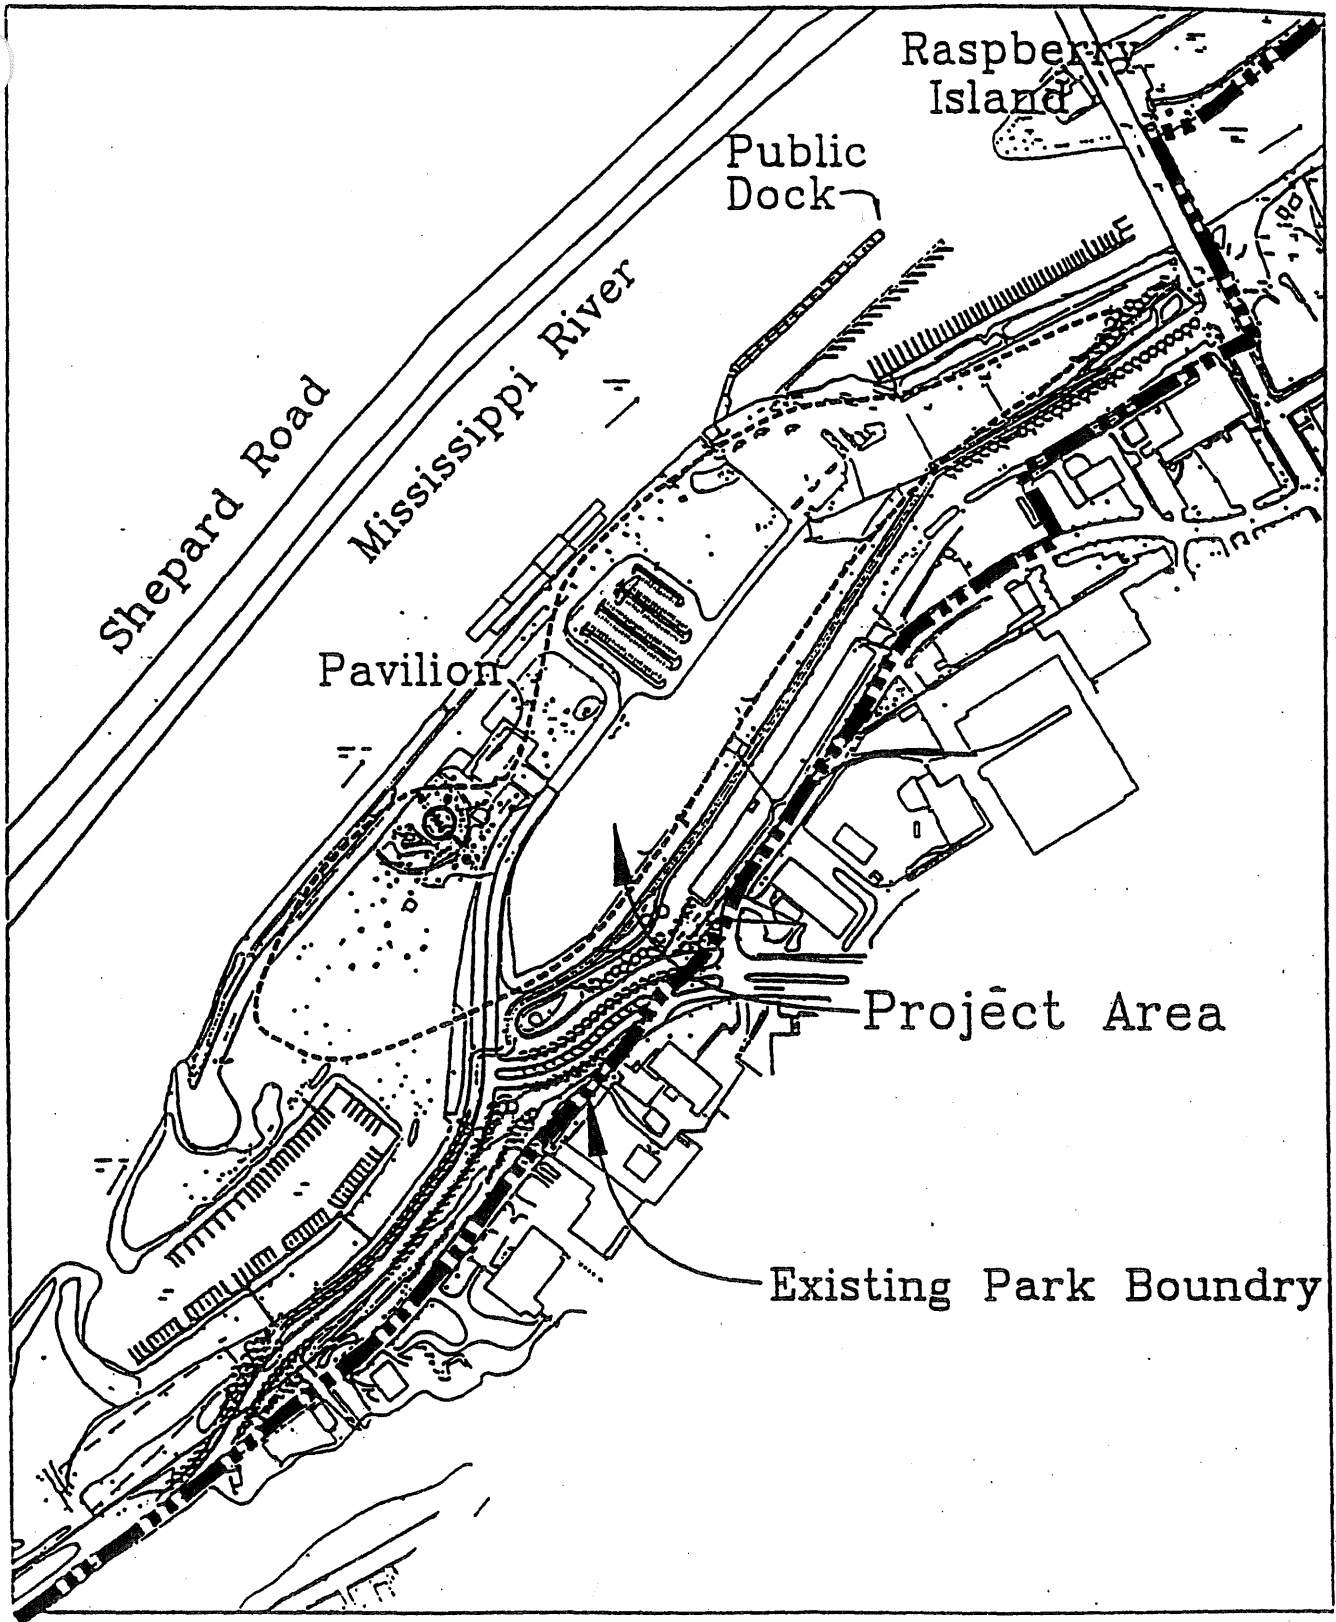 Raspberry
Island
Public
Dock
Mississippi River
Shepard Road
Pavilion
Project Area
Existing Park Boundry